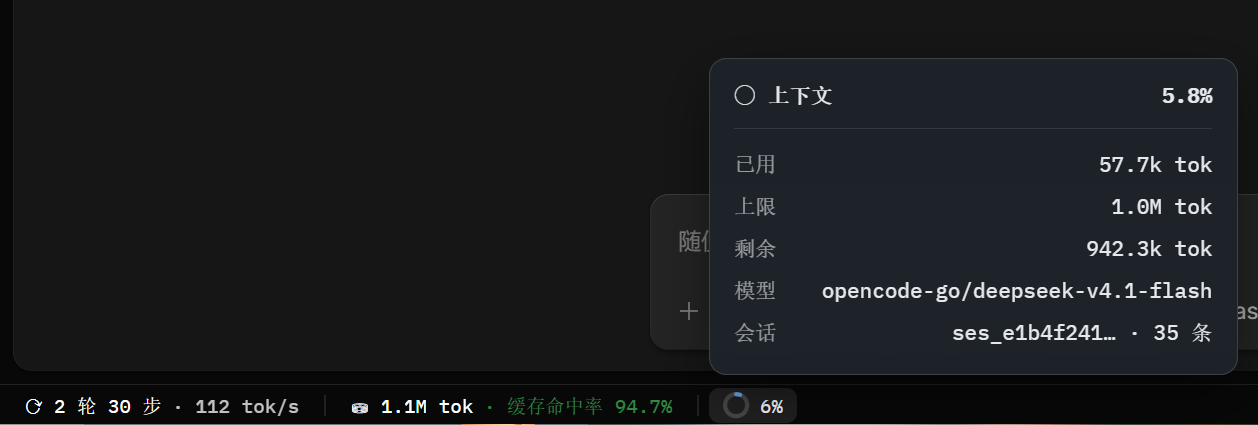 上下文 5.8%
已用 57.7k tok
上限 1.0M tok
剩余 942.3k tok
模型 opencode-go/deepseek-v4.1-flash
会话 ses_e1b4f241… · 35 条
随
as
2 轮 30 步 · 112 tok/s 1.1M tok · 缓存命中率 94.7% 6%